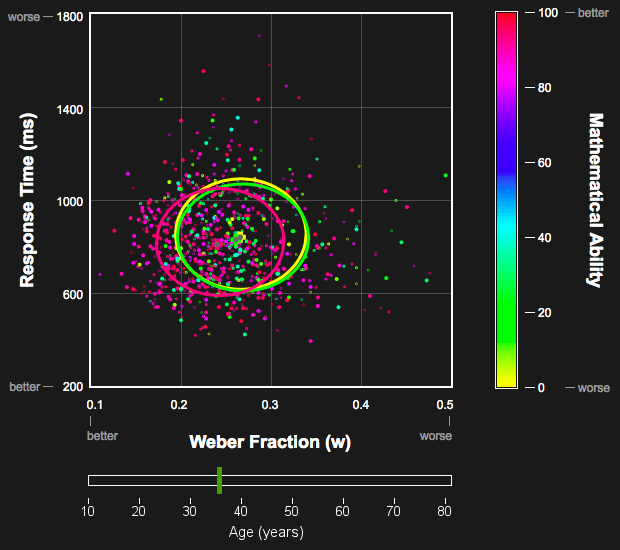 worse
1800
1400
1000
600
better
200
Response Time (ms)
0.1
0.2
0.3
0.4
0.5
better
Weber Fraction (w)
worse
100
better
80
60
40
20
0
worse
Mathematical Ability
10
20
30
40
50
60
70
80
Age (years)